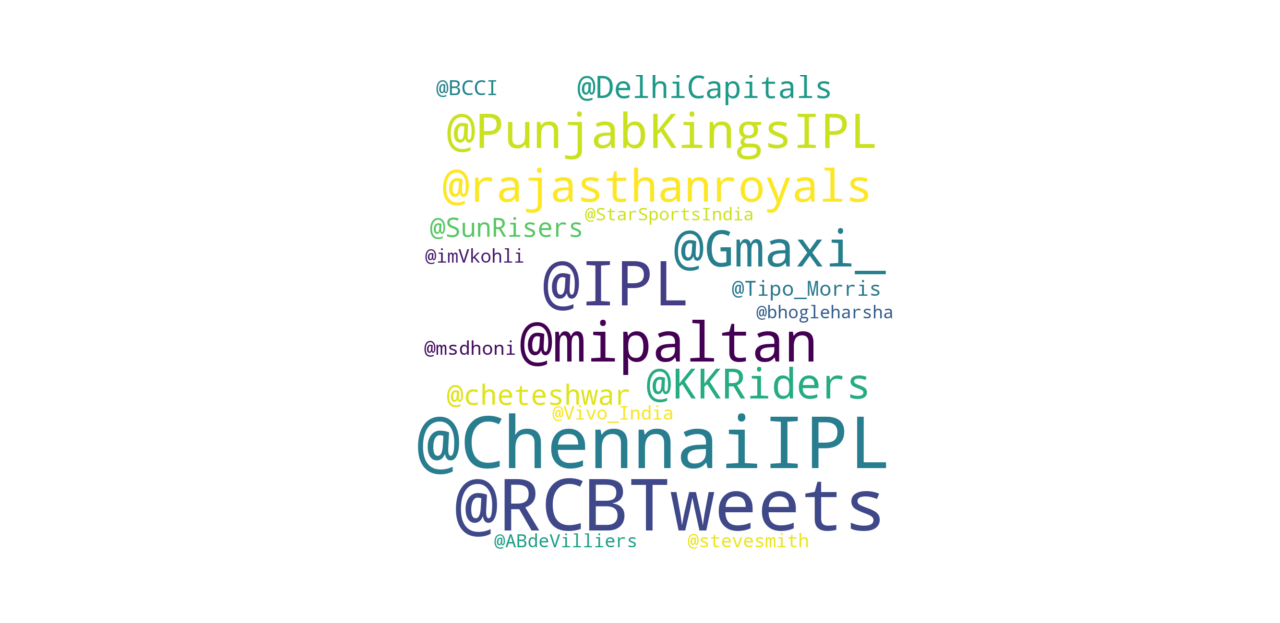 @BCCI @DelhiCapitals
@PunjabKingsIPL
@rajasthanroyals
@StarSportsIndia
@SunRisers
@Gmaxi_
@imVkohli
@IPL
@Tipo_Morris
@bhogleharsha
@mipaltan
@msdhoni
@KKRiders
@cheteshwar
@Vivo_India
@ChennaiIPL
@RCBTweets
@ABdeVilliers @stevesmith